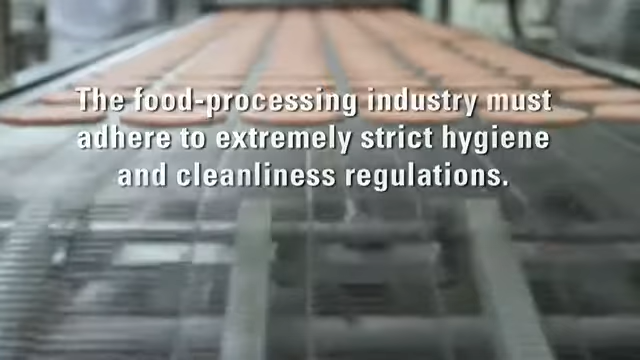 The food-processing industry must
adhere to extremely strict hygiene
and cleanliness regulations.